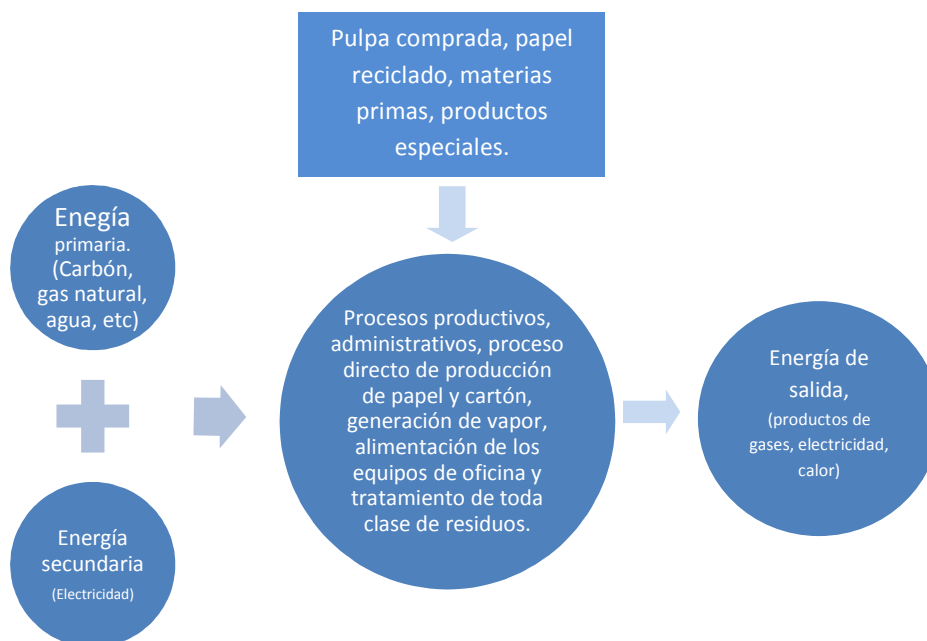 Pulpa comprada, papel
reciclado, materias
primas, productos
especiales.
Enegía
primaria.
(Carbón,
gas natural,
agua, etc)
Energía
secundaria
(Electricidad)
Procesos productivos,
administrativos, proceso
directo de producción
de papel y cartón,
generación de vapor,
alimentación de los
equipos de oficina y
tratamiento de toda
clase de residuos.
Energía de
salida,
(productos de
gases, electricidad,
calor)